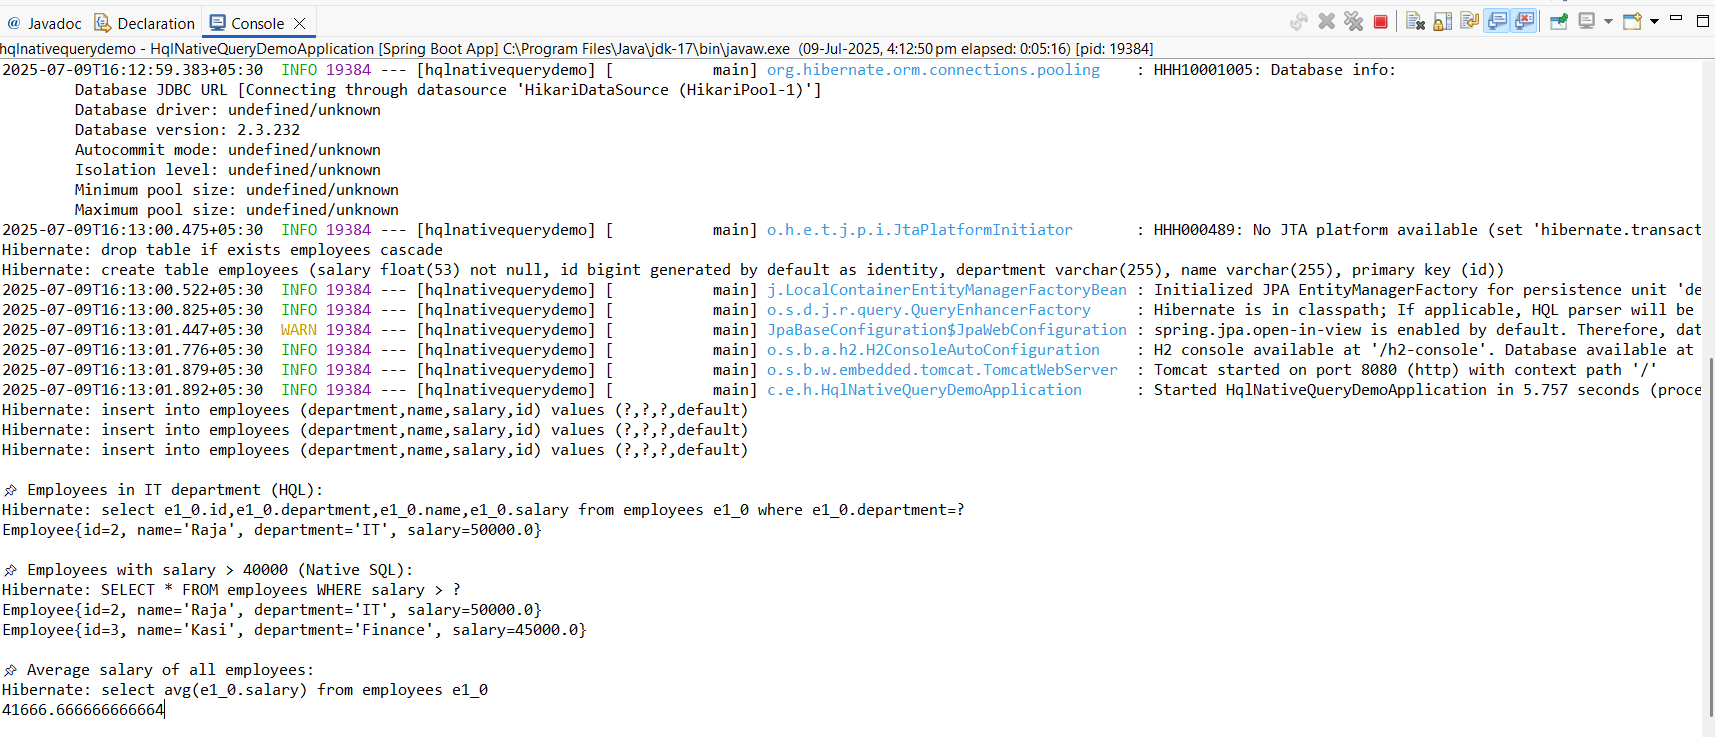 @ Javadoc Declaration Console
hqlnativequerydemo - HqlNativeQueryDemoApplication [Spring Boot App] C:\Program Files\Java\jdk-17\bin\javaw.exe (09-Jul-2025, 4:12:50 pm elapsed: 0:05:16) [pid: 19384]
2025-07-09T16:12:59.383+05:30  INFO 19384 --- [hqlnativequerydemo] [           main] org.hibernate.orm.connections.pooling    : HHH10001005: Database info:
Database JDBC URL [Connecting through datasource 'HikariDataSource (HikariPool-1)']
Database driver: undefined/unknown
Database version: 2.3.232
Autocommit mode: undefined/unknown
Isolation level: undefined/unknown
Minimum pool size: undefined/unknown
Maximum pool size: undefined/unknown
2025-07-09T16:13:00.475+05:30  INFO 19384 --- [hqlnativequerydemo] [           main] o.h.e.t.j.p.i.JtaPlatformInitiator       : HHH000489: No JTA platform available (set 'hibernate.transact
Hibernate: drop table if exists employees cascade
Hibernate: create table employees (salary float(53) not null, id bigint generated by default as identity, department varchar(255), name varchar(255), primary key (id))
2025-07-09T16:13:00.522+05:30  INFO 19384 --- [hqlnativequerydemo] [           main] j.LocalContainerEntityManagerFactoryBean : Initialized JPA EntityManagerFactory for persistence unit 'de
2025-07-09T16:13:00.825+05:30  INFO 19384 --- [hqlnativequerydemo] [           main] o.s.d.j.r.query.QueryEnhancerFactory     : Hibernate is in classpath; If applicable, HQL parser will be
2025-07-09T16:13:01.447+05:30  WARN 19384 --- [hqlnativequerydemo] [           main] JpaBaseConfiguration$JpaWebConfiguration : spring.jpa.open-in-view is enabled by default. Therefore, dat
2025-07-09T16:13:01.776+05:30  INFO 19384 --- [hqlnativequerydemo] [           main] o.s.b.a.h2.H2ConsoleAutoConfiguration    : H2 console available at '/h2-console'. Database available at
2025-07-09T16:13:01.879+05:30  INFO 19384 --- [hqlnativequerydemo] [           main] o.s.b.w.embedded.tomcat.TomcatWebServer  : Tomcat started on port 8080 (http) with context path '/'
2025-07-09T16:13:01.892+05:30  INFO 19384 --- [hqlnativequerydemo] [           main] c.e.h.HqlNativeQueryDemoApplication      : Started HqlNativeQueryDemoApplication in 5.757 seconds (proce
Hibernate: insert into employees (department,name,salary,id) values (?,?,?,default)
Hibernate: insert into employees (department,name,salary,id) values (?,?,?,default)
Hibernate: insert into employees (department,name,salary,id) values (?,?,?,default)
📌 Employees in IT department (HQL):
Hibernate: select e1_0.id,e1_0.department,e1_0.name,e1_0.salary from employees e1_0 where e1_0.department=?
Employee{id=2, name='Raja', department='IT', salary=50000.0}
📌 Employees with salary > 40000 (Native SQL):
Hibernate: SELECT * FROM employees WHERE salary > ?
Employee{id=2, name='Raja', department='IT', salary=50000.0}
Employee{id=3, name='Kasi', department='Finance', salary=45000.0}
📌 Average salary of all employees:
Hibernate: select avg(e1_0.salary) from employees e1_0
41666.666666666664